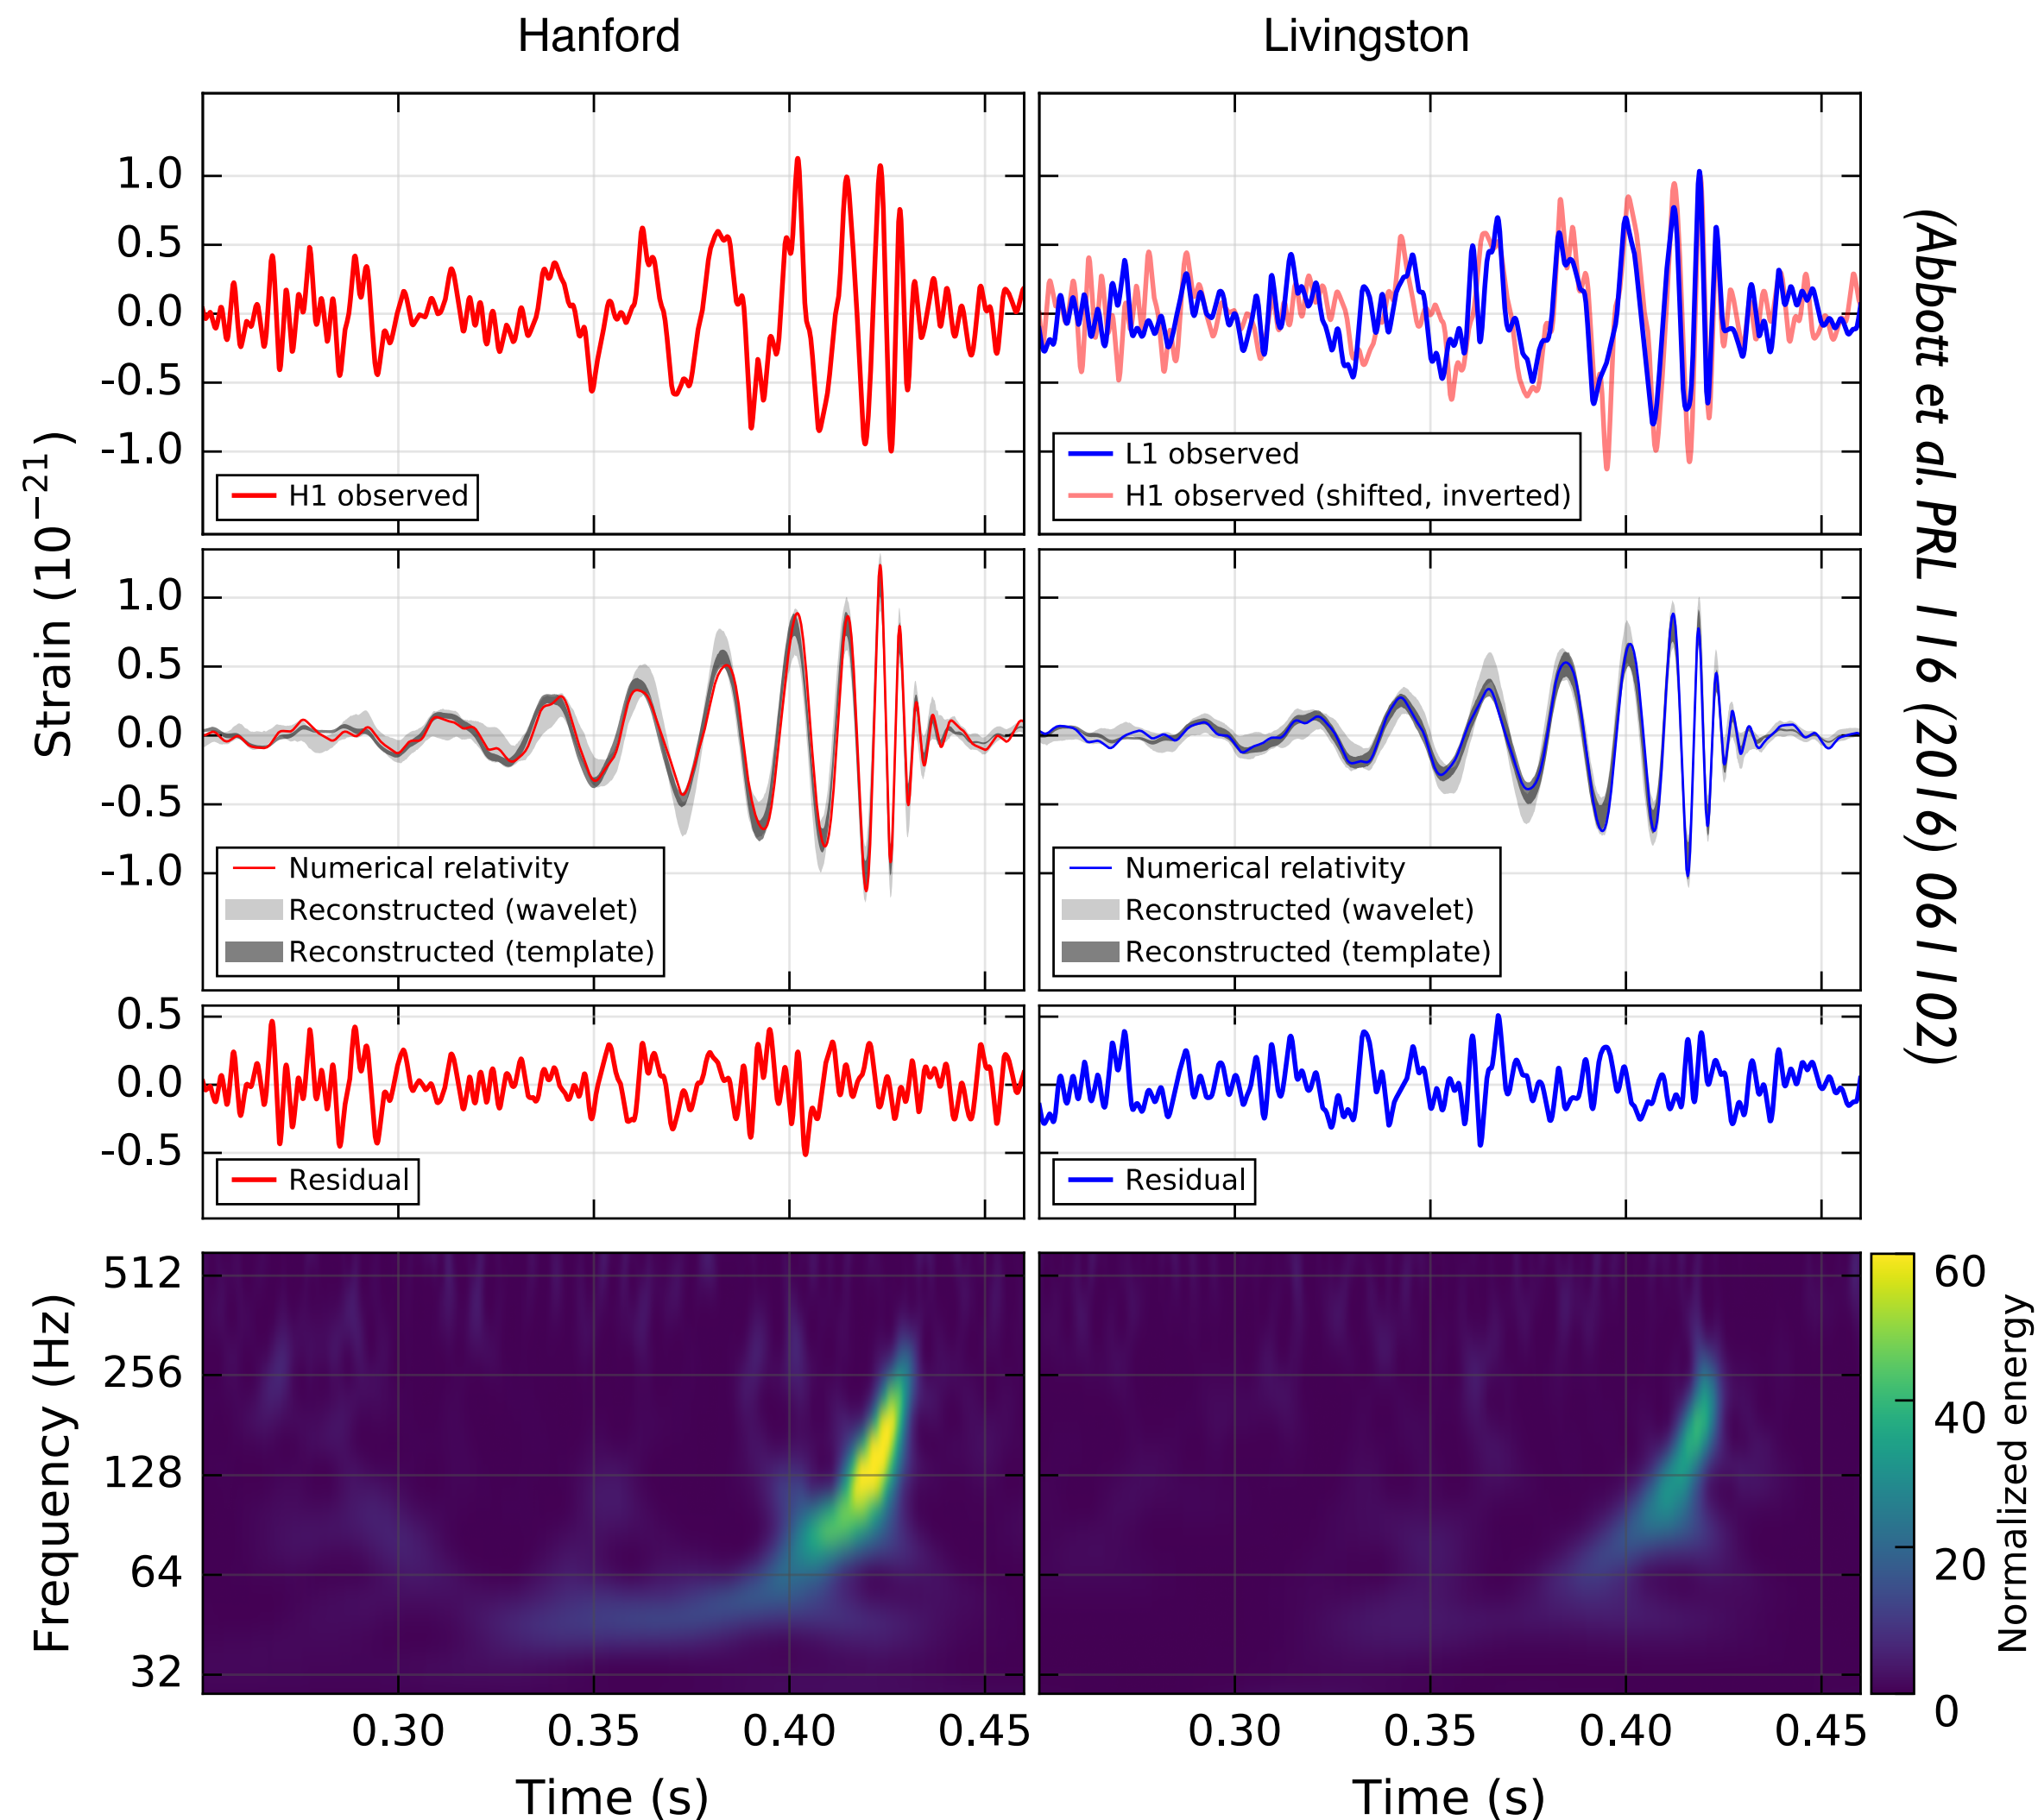 Hanford
Livingston
Strain (10⁻²¹)
1.0
0.5
0.0
-0.5
-1.0
H1 observed
L1 observed
H1 observed (shifted, inverted)
1.0
0.5
0.0
-0.5
-1.0
Numerical relativity
Reconstructed (wavelet)
Reconstructed (template)
Numerical relativity
Reconstructed (wavelet)
Reconstructed (template)
0.5
0.0
-0.5
Residual
Residual
Frequency (Hz)
512
256
128
64
32
0.30 0.35 0.40 0.45
0.30 0.35 0.40 0.45
Time (s)
Time (s)
60
40
20
0
Normalized energy
(Abbott et al. PRL 116 (2016) 061102)